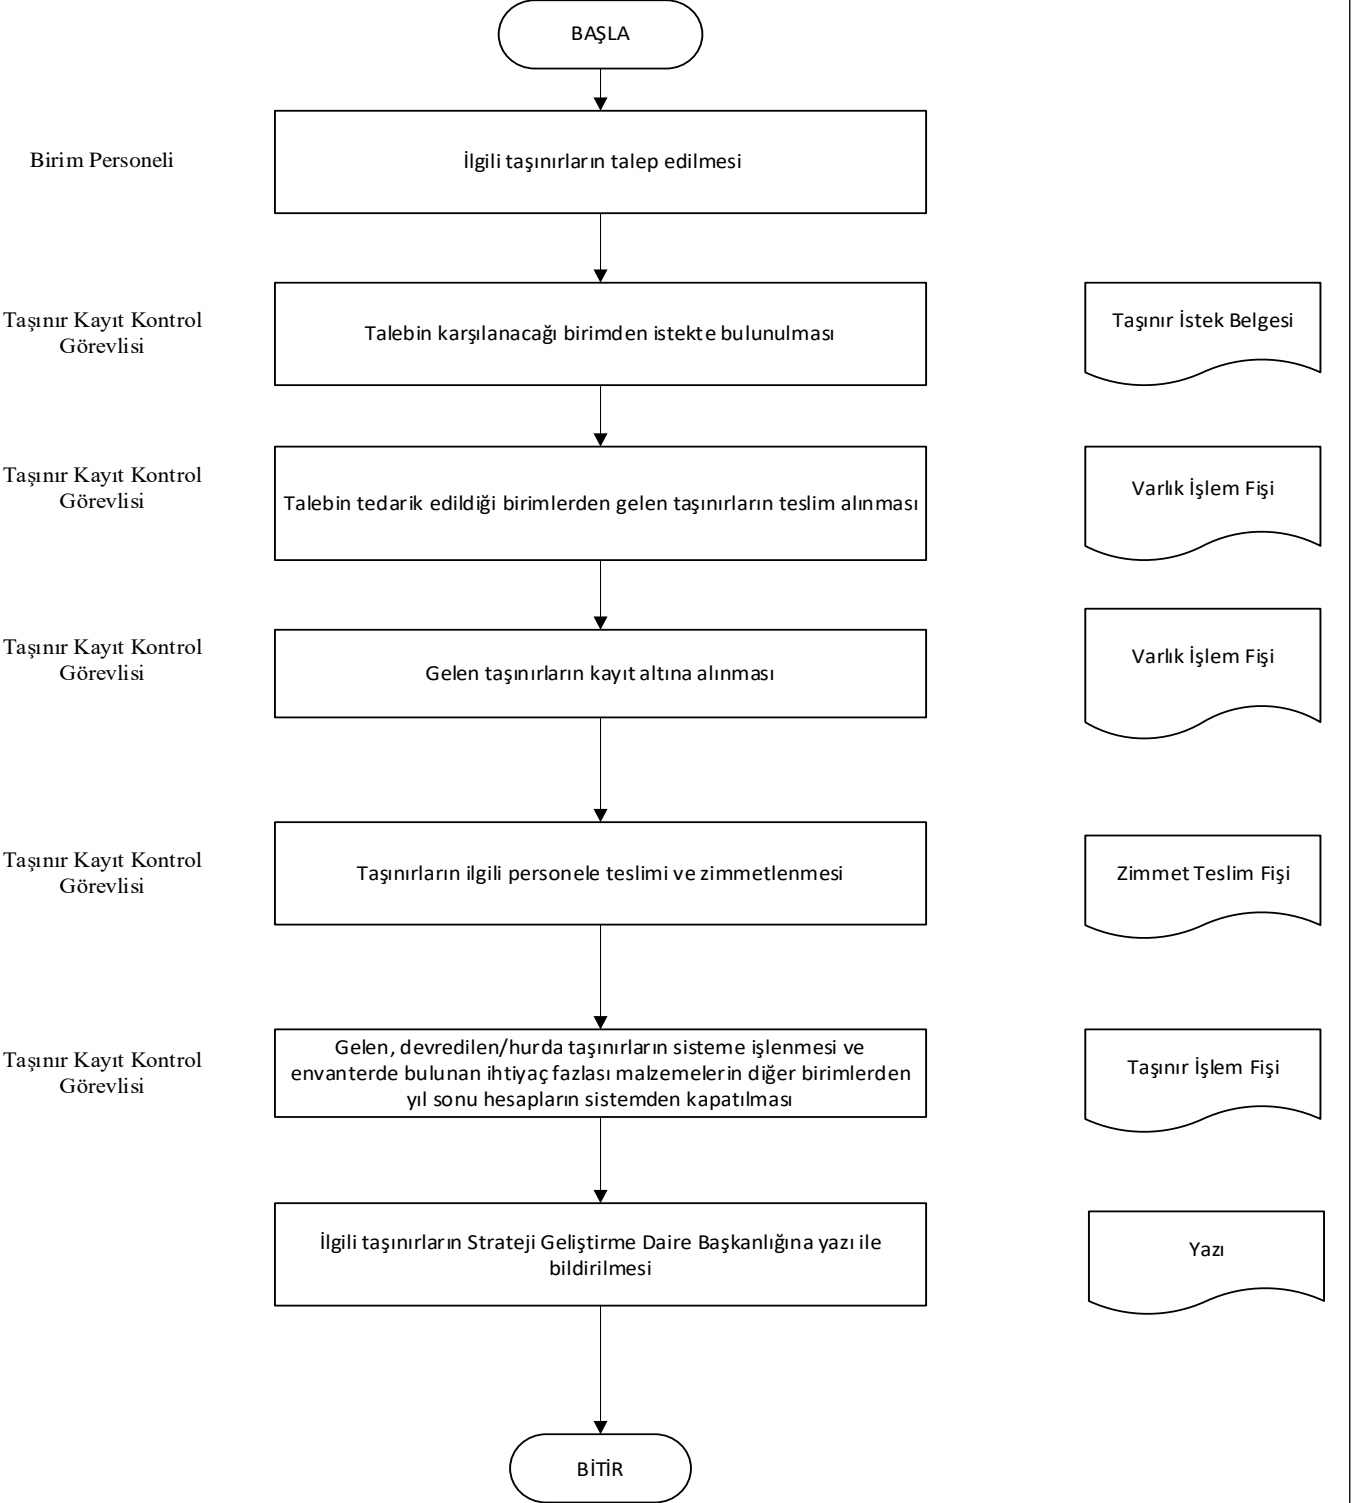 BAŞLA
Birim Personeli
İlgili taşınırların talep edilmesi
Taşınır Kayıt Kontrol
Görevlisi
Talebin karşılanacağı birimden istekte bulunulması
Taşınır İstek Belgesi
Taşınır Kayıt Kontrol
Görevlisi
Talebin tedarik edildiği birimlerden gelen taşınırların teslim alınması
Varlık İşlem Fişi
Taşınır Kayıt Kontrol
Görevlisi
Gelen taşınırların kayıt altına alınması
Varlık İşlem Fişi
Taşınır Kayıt Kontrol
Görevlisi
Taşınırların ilgili personele teslimi ve zimmetlenmesi
Zimmet Teslim Fişi
Taşınır Kayıt Kontrol
Görevlisi
Gelen, devredilen/hurda taşınırların sisteme işlenmesi ve
envanterde bulunan ihtiyaç fazlası malzemelerin diğer birimlerden
yıl sonu hesapların sistemden kapatılması
Taşınır İşlem Fişi
İlgili taşınırların Strateji Geliştirme Daire Başkanlığına yazı ile
bildirilmesi
Yazı
BİTİR